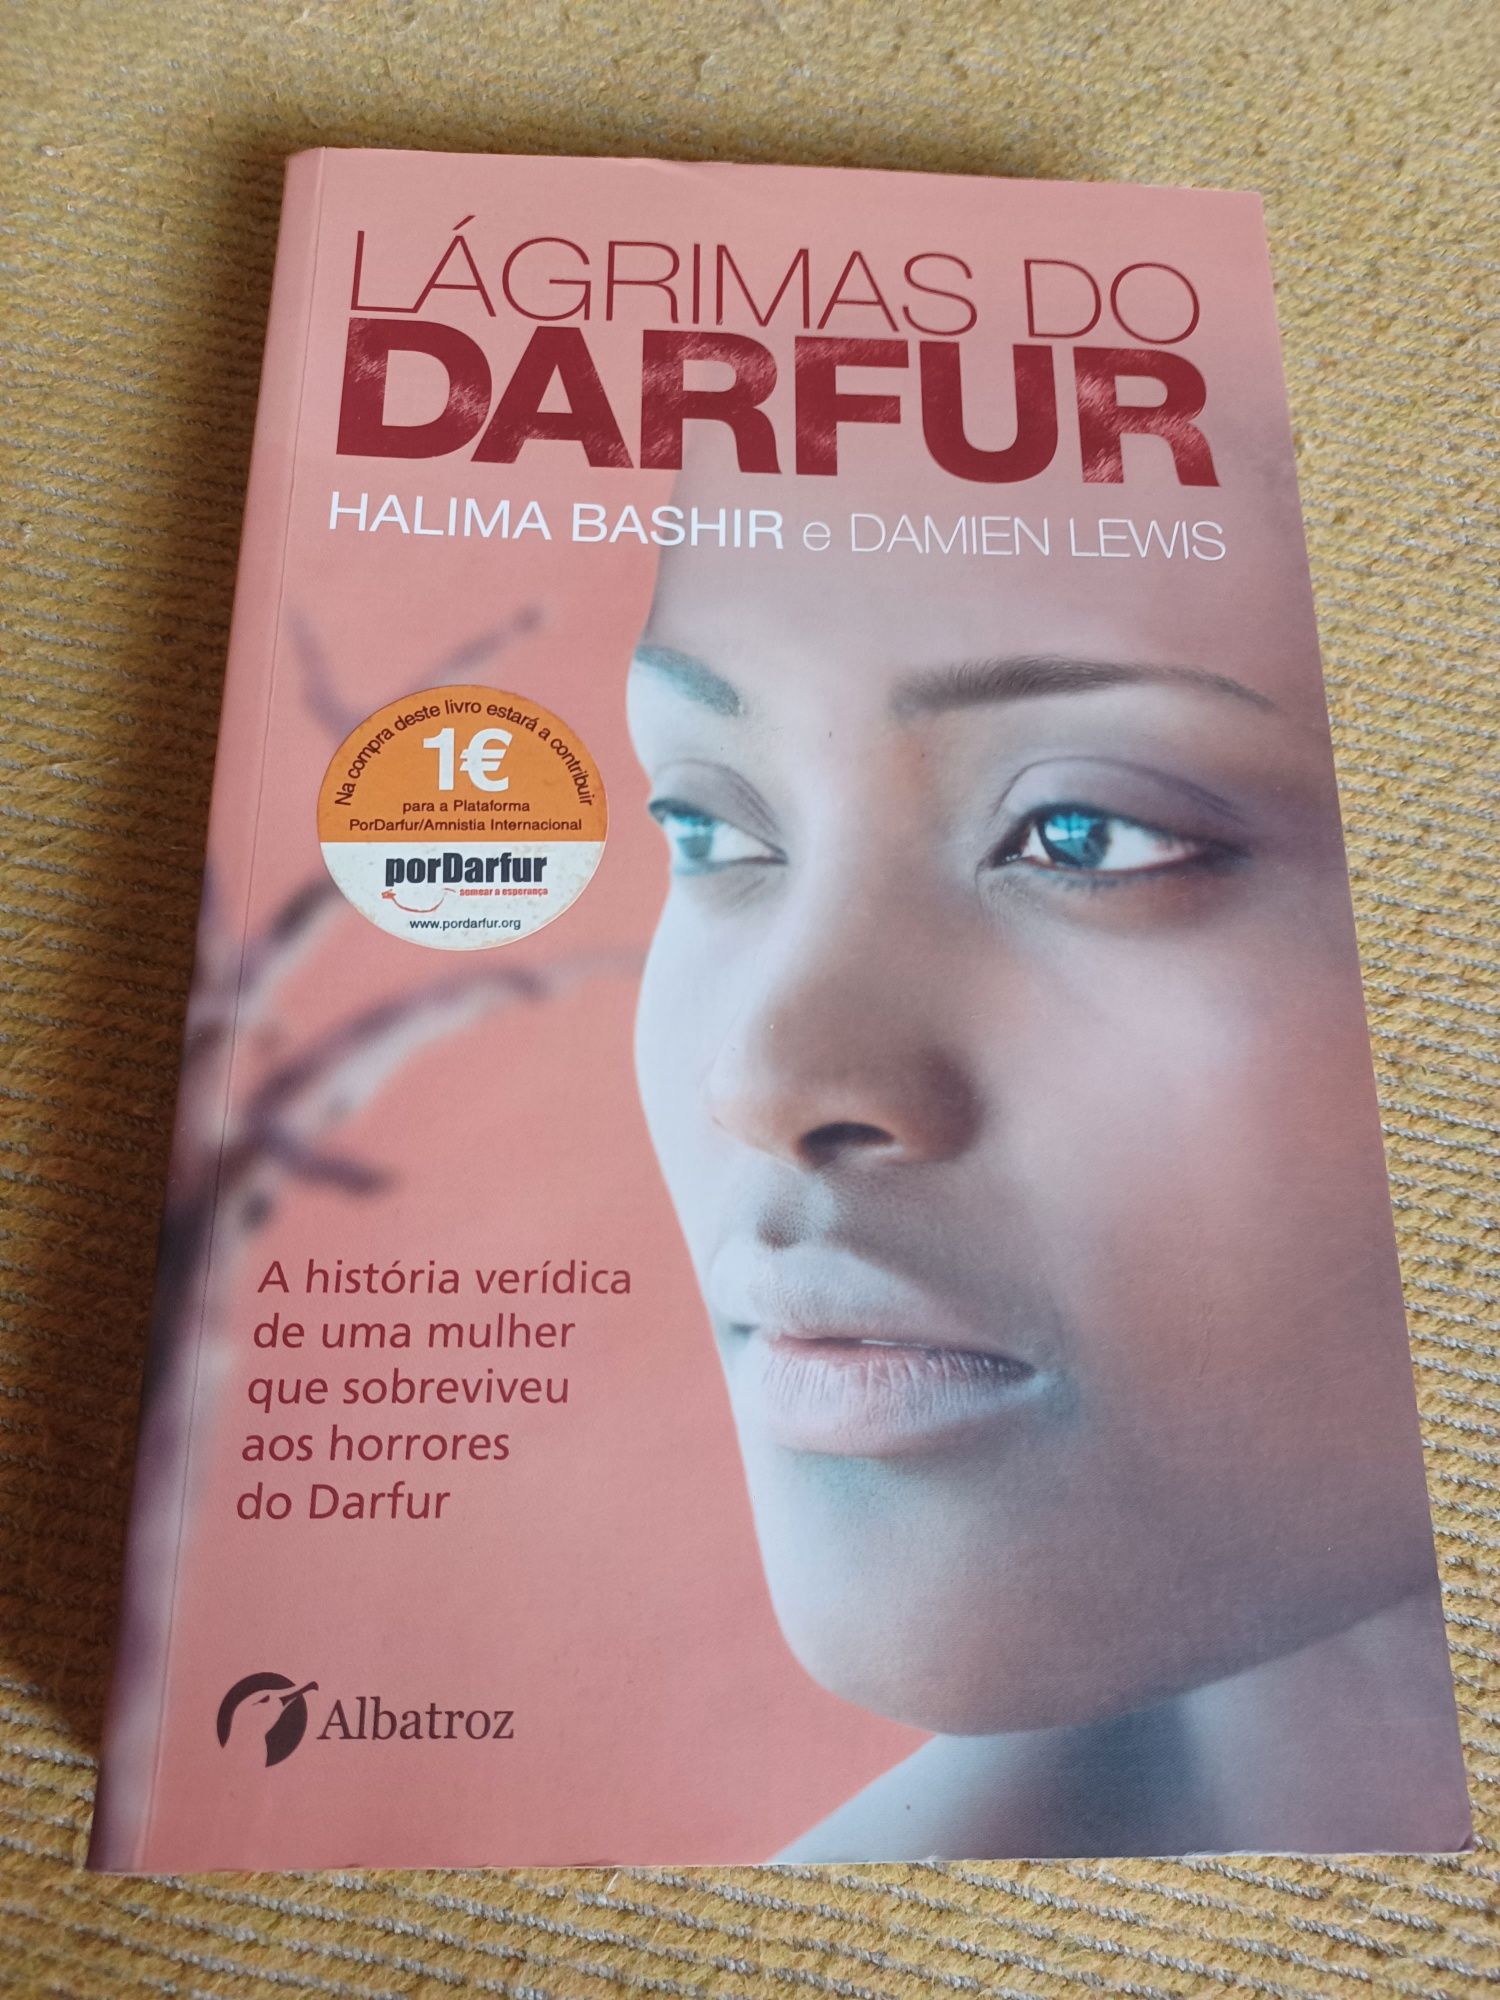 LÁGRIMAS DO
DARFUR
HALIMA BASHIR e DAMIEN LEWIS
Na compra deste livro estará a contribuir
1€
para a Plataforma
PorDarfur/Amnistia Internacional
porDarfur
semear a esperança
www.pordarfur.org
A história verídica
de uma mulher
que sobreviveu
aos horrores
do Darfur
Albatroz